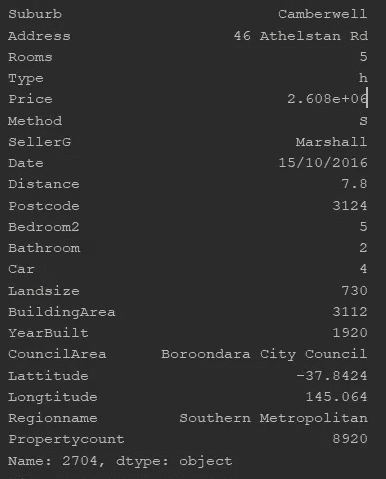 Suburb Camberwell
Address 46 Athelstan Rd
Rooms 5
Type h
Price 2.608e+06
Method S
SellerG Marshall
Date 15/10/2016
Distance 7.8
Postcode 3124
Bedroom2 5
Bathroom 2
Car 4
Landsize 730
BuildingArea 3112
YearBuilt 1920
CouncilArea Boroondara City Council
Lattitude -37.8424
Longtitude 145.064
Regionname Southern Metropolitan
Propertycount 8920
Name: 2704, dtype: object